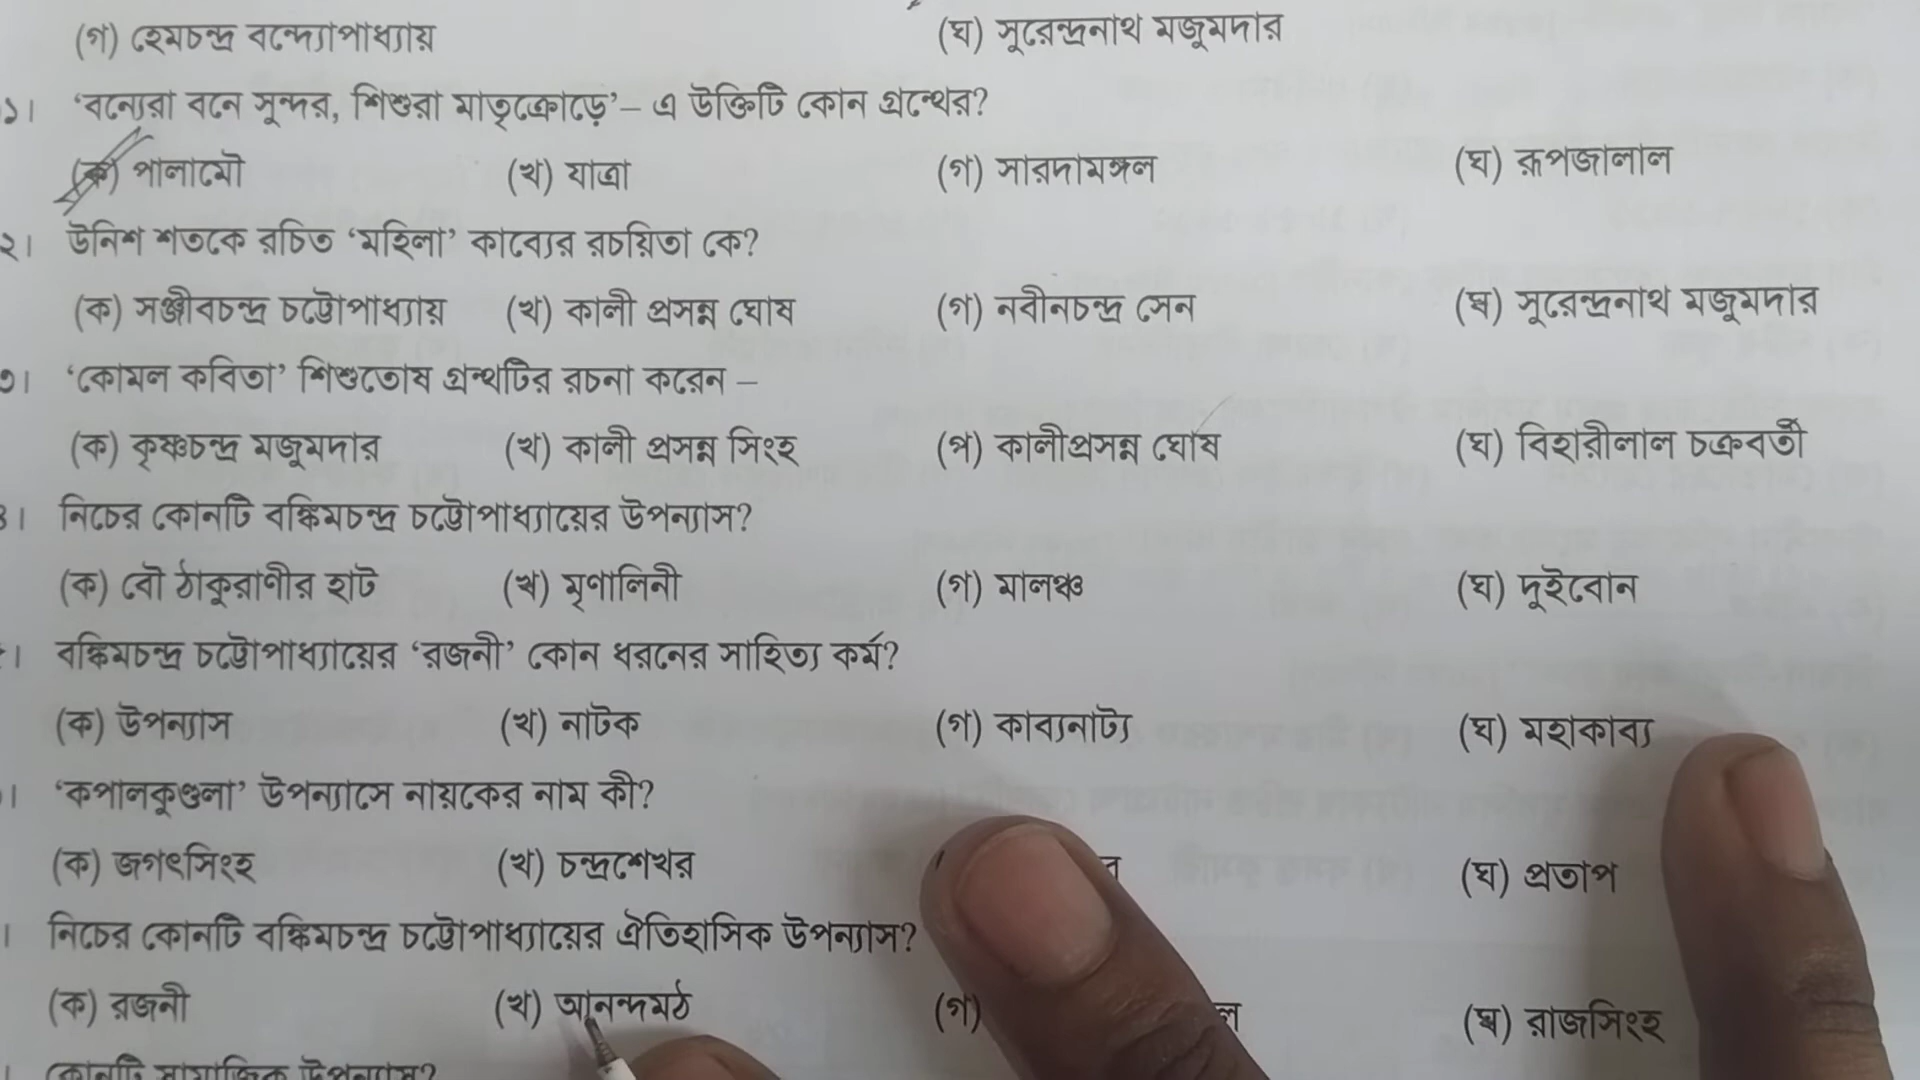 (গ) হেমচন্দ্র বন্দ্যোপাধ্যায় (ঘ) সুরেন্দ্রনাথ মজুমদার
১। ‘বন্যেরা বনে সুন্দর, শিশুরা মাতৃক্রোড়ে’– এ উক্তিটি কোন গ্রন্থের?
(ক) পালামৌ (খ) যাত্রা (গ) সারদামঙ্গল (ঘ) রূপজালাল
২। উনিশ শতকে রচিত ‘মহিলা’ কাব্যের রচয়িতা কে?
(ক) সঞ্জীবচন্দ্র চট্টোপাধ্যায় (খ) কালী প্রসন্ন ঘোষ (গ) নবীনচন্দ্র সেন (ঘ) সুরেন্দ্রনাথ মজুমদার
৩। ‘কোমল কবিতা’ শিশুতোষ গ্রন্থটির রচনা করেন –
(ক) কৃষ্ণচন্দ্র মজুমদার (খ) কালী প্রসন্ন সিংহ (গ) কালীপ্রসন্ন ঘোষ (ঘ) বিহারীলাল চক্রবর্তী
৪। নিচের কোনটি বঙ্কিমচন্দ্র চট্টোপাধ্যায়ের উপন্যাস?
(ক) বৌ ঠাকুরাণীর হাট (খ) মৃণালিনী (গ) মালঞ্চ (ঘ) দুইবোন
। বঙ্কিমচন্দ্র চট্টোপাধ্যায়ের ‘রজনী’ কোন ধরনের সাহিত্য কর্ম?
(ক) উপন্যাস (খ) নাটক (গ) কাব্যনাট্য (ঘ) মহাকাব্য
। ‘কপালকুণ্ডলা’ উপন্যাসে নায়কের নাম কী?
(ক) জগৎসিংহ (খ) চন্দ্রশেখর (ঘ) প্রতাপ
। নিচের কোনটি বঙ্কিমচন্দ্র চট্টোপাধ্যায়ের ঐতিহাসিক উপন্যাস?
(ক) রজনী (খ) আনন্দমঠ (গ) (ঘ) রাজসিংহ
। কোনটি সামাজিক উপন্যাস?